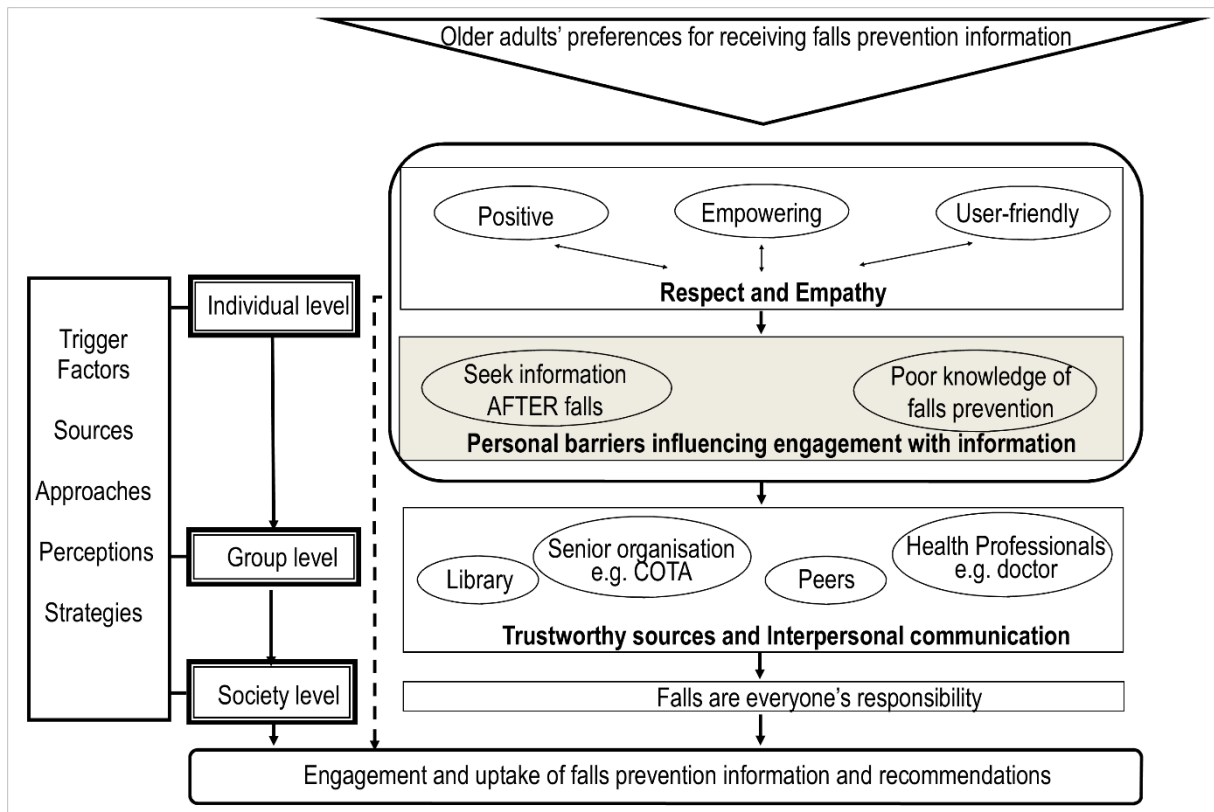 Older adults’ preferences for receiving falls prevention information
Positive
Empowering
User-friendly
Respect and Empathy
Individual level
Trigger
Factors
Sources
Approaches
Perceptions
Strategies
Seek information
AFTER falls
Poor knowledge of
falls prevention
Personal barriers influencing engagement with information
Group level
Library
Senior organisation
e.g. COTA
Peers
Health Professionals
e.g. doctor
Trustworthy sources and Interpersonal communication
Society level
Falls are everyone’s responsibility
Engagement and uptake of falls prevention information and recommendations